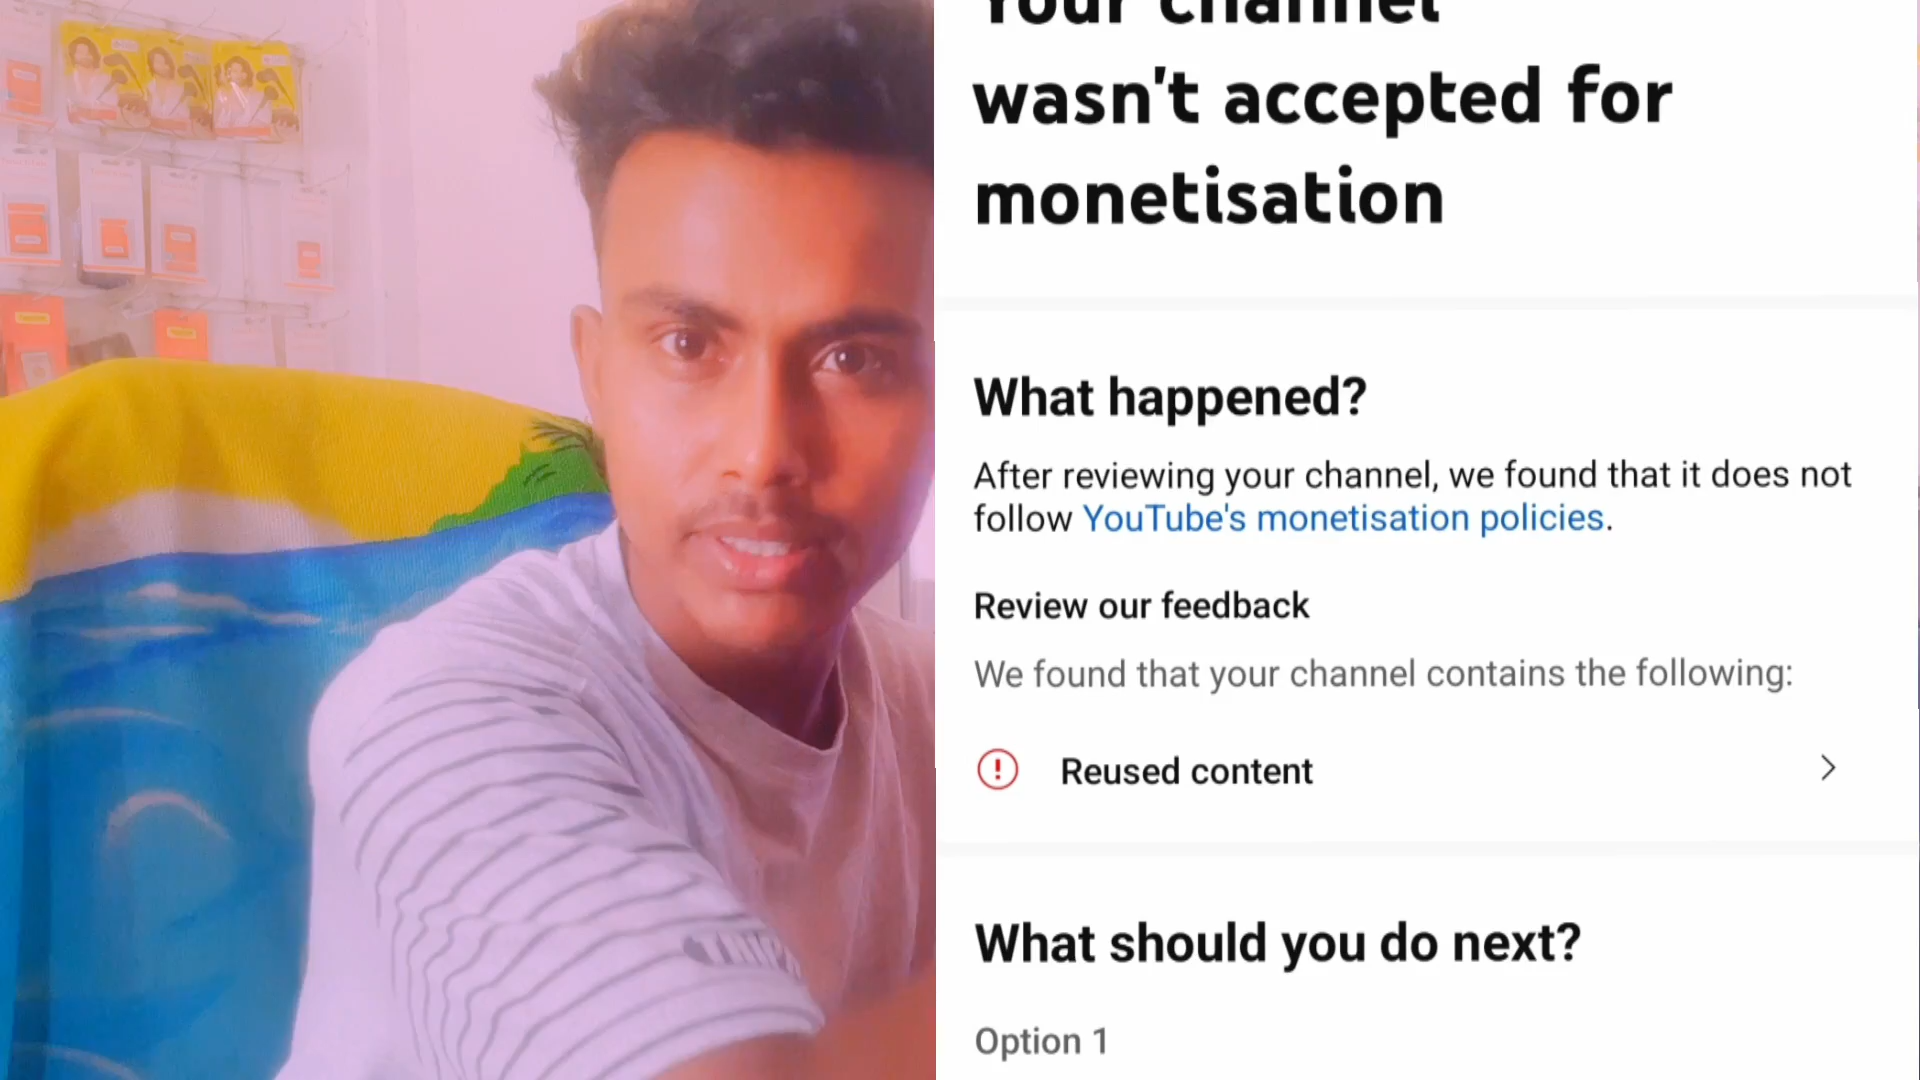 Your channel
wasn't accepted for
monetisation
What happened?
After reviewing your channel, we found that it does not
follow YouTube's monetisation policies.
Review our feedback
We found that your channel contains the following:
Reused content
What should you do next?
Option 1